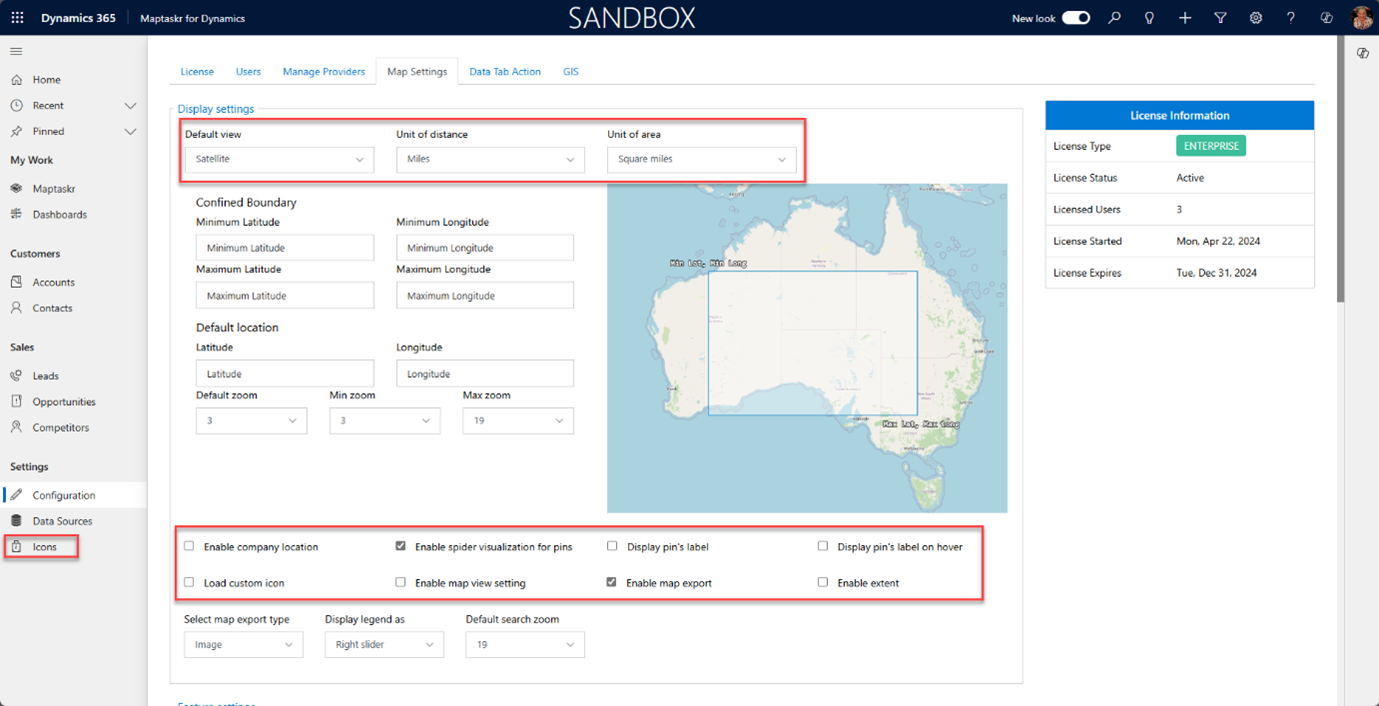 Dynamics 365 Maptaskr for Dynamics SANDBOX New look
Home
Recent
Pinned
My Work
Maptaskr
Dashboards
Customers
Accounts
Contacts
Sales
Leads
Opportunities
Competitors
Settings
Configuration
Data Sources
Icons
License Users Manage Providers Map Settings Data Tab Action GIS
Display settings
Default view Unit of distance Unit of area
Satellite Miles Square miles
Confined Boundary
Minimum Latitude Minimum Longitude
Minimum Latitude Minimum Longitude
Maximum Latitude Maximum Longitude
Maximum Latitude Maximum Longitude
Default location
Latitude Longitude
Latitude Longitude
Default zoom Min zoom Max zoom
3 3 19
Min Lat, Min Long
Max Lat, Max Long
Enable company location Enable spider visualization for pins Display pin's label Display pin's label on hover
Load custom icon Enable map view setting Enable map export Enable extent
Select map export type Display legend as Default search zoom
Image Right slider 19
Feature settings
License Information
License Type ENTERPRISE
License Status Active
Licensed Users 3
License Started Mon, Apr 22, 2024
License Expires Tue, Dec 31, 2024